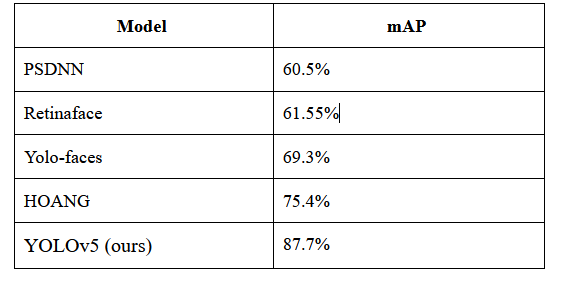 Model mAP
PSDNN 60.5%
Retinaface 61.55%
Yolo-faces 69.3%
HOANG 75.4%
YOLOv5 (ours) 87.7%